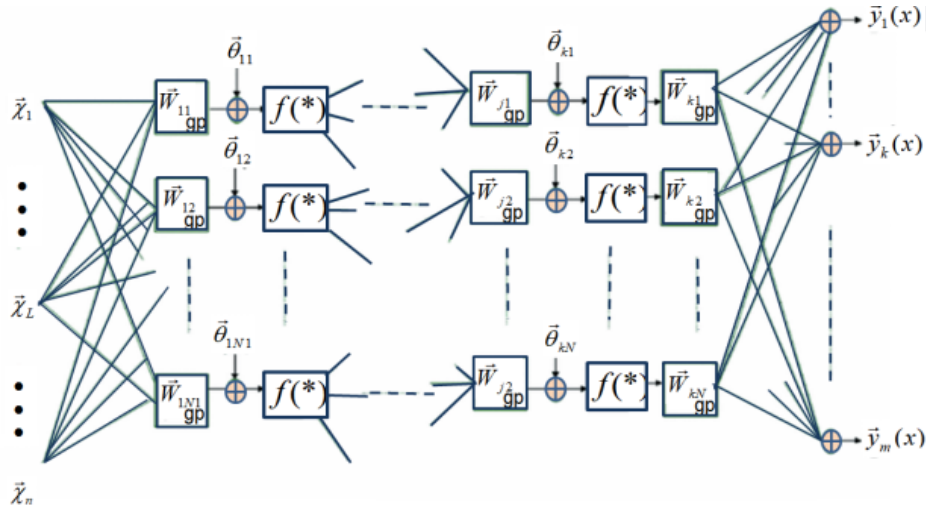 θ⃗₁₁ θ⃗ₖ₁ y⃗₁(x)
χ⃗₁ W⃗₁₁ gp f(*) W⃗ⱼ₁ gp f(*) W⃗ₖ₁ gp
θ⃗₁₂ θ⃗ₖ₂ y⃗ₖ(x)
W⃗₁₂ gp f(*) W⃗ⱼ₂ gp f(*) W⃗ₖ₂ gp
χ⃗L
θ⃗₁N₁ θ⃗ₖN
W⃗₁N₁ gp f(*) W⃗ⱼ₂ gp f(*) W⃗ₖN gp y⃗ₘ(x)
χ⃗ₙ